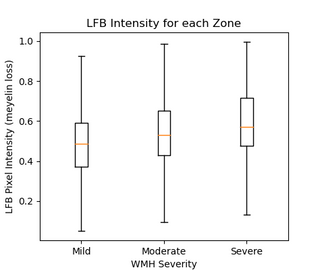 LFB Intensity for each Zone
LFB Pixel Intensity (meyelin loss)
1.0
0.8
0.6
0.4
0.2
Mild Moderate Severe
WMH Severity